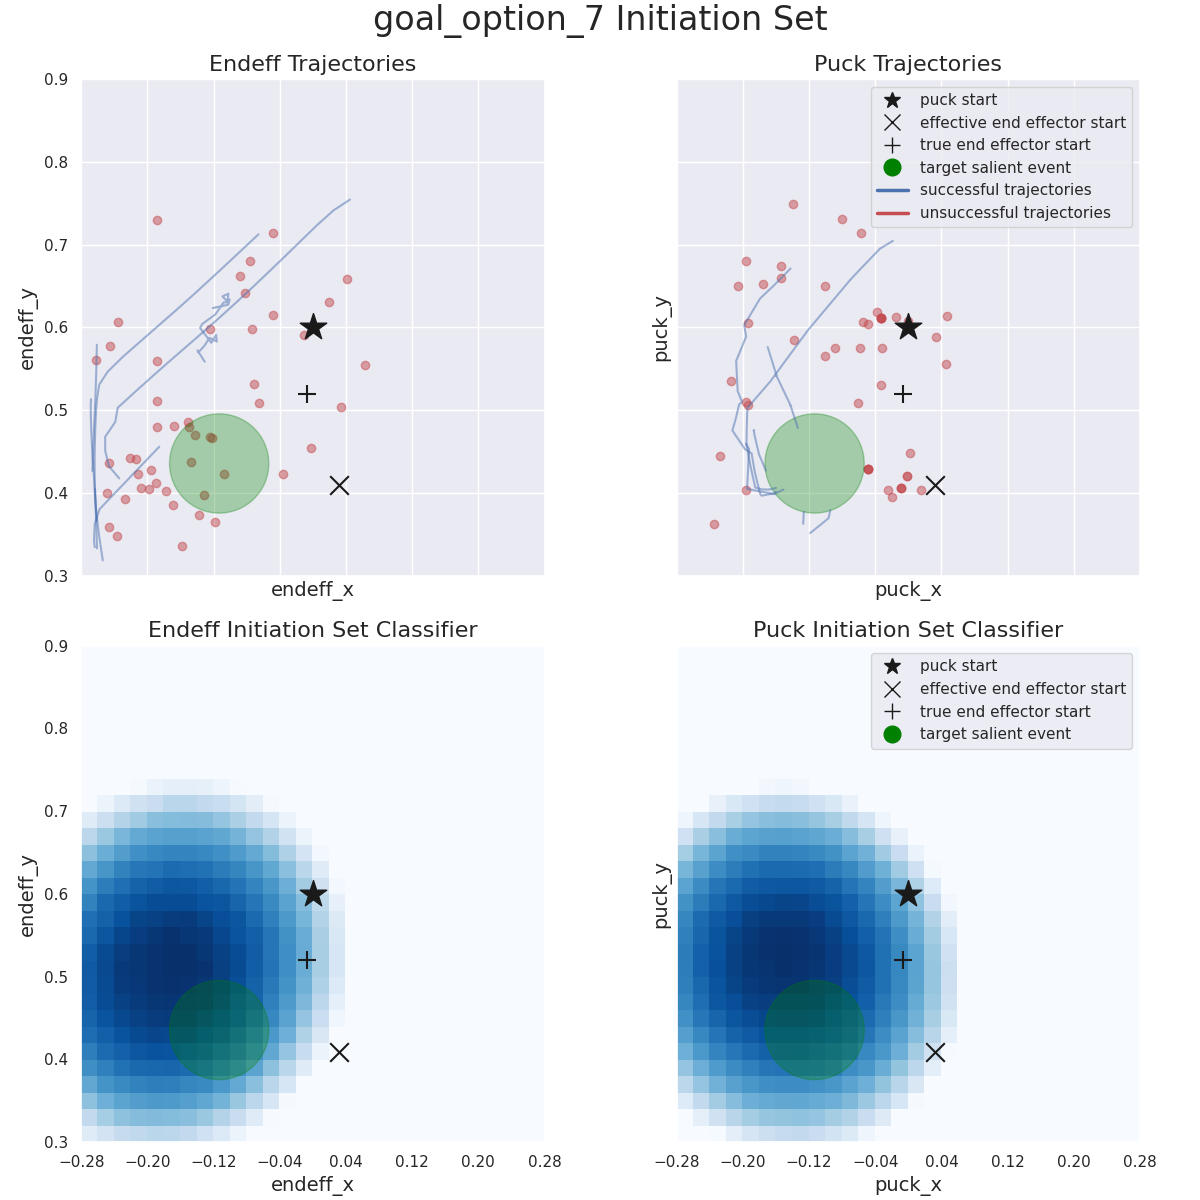 goal_option_7 Initiation Set
Endeff Trajectories
Puck Trajectories
0.9
0.8
0.7
0.6
0.5
0.4
0.3
endeff_y
endeff_x
puck_y
puck_x
puck start
effective end effector start
true end effector start
target salient event
successful trajectories
unsuccessful trajectories
Endeff Initiation Set Classifier
Puck Initiation Set Classifier
0.9
0.8
0.7
0.6
0.5
0.4
0.3
endeff_y
−0.28 −0.20 −0.12 −0.04 0.04 0.12 0.20 0.28
endeff_x
puck_y
puck start
effective end effector start
true end effector start
target salient event
−0.28 −0.20 −0.12 −0.04 0.04 0.12 0.20 0.28
puck_x